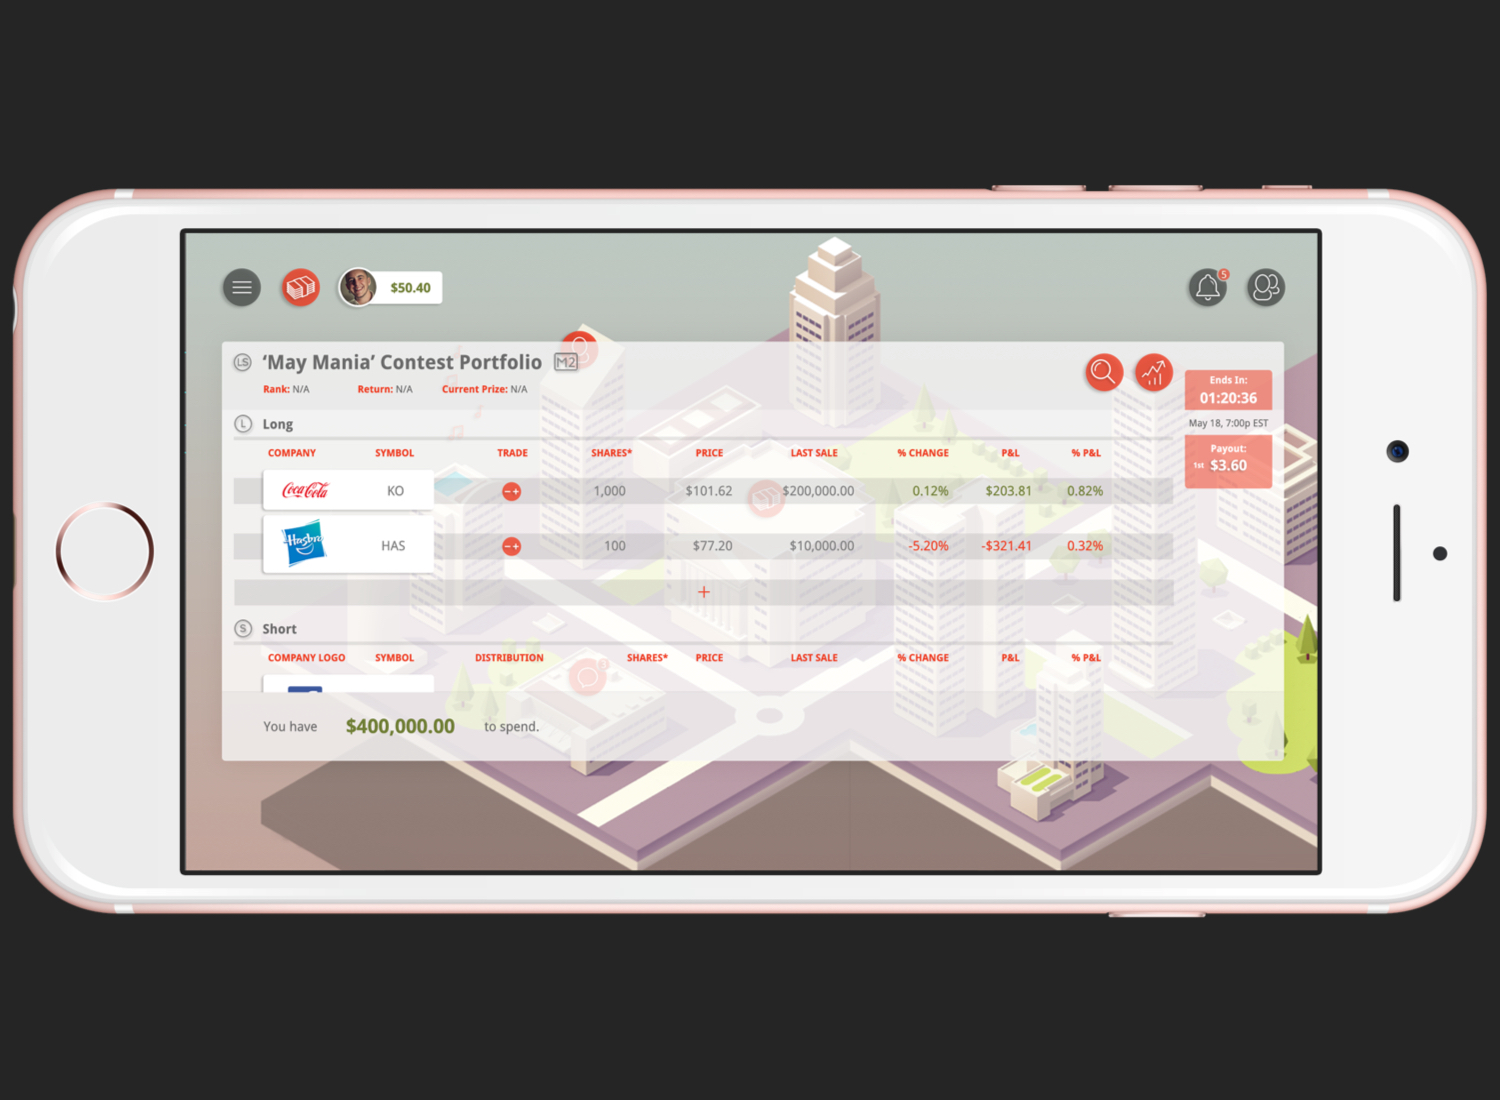 $50.40
5
LS 'May Mania' Contest Portfolio M2
Rank: N/A Return: N/A Current Prize: N/A
Ends In:
01:20:36
May 18, 7:00p EST
Payout:
1st $3.60
L Long
COMPANY SYMBOL TRADE SHARES* PRICE LAST SALE % CHANGE P&L % P&L
Coca-Cola KO 1,000 $101.62 $200,000.00 0.12% $203.81 0.82%
Hasbro HAS 100 $77.20 $10,000.00 -5.20% -$321.41 0.32%
S Short
COMPANY LOGO SYMBOL DISTRIBUTION SHARES* PRICE LAST SALE % CHANGE P&L % P&L
You have $400,000.00 to spend.